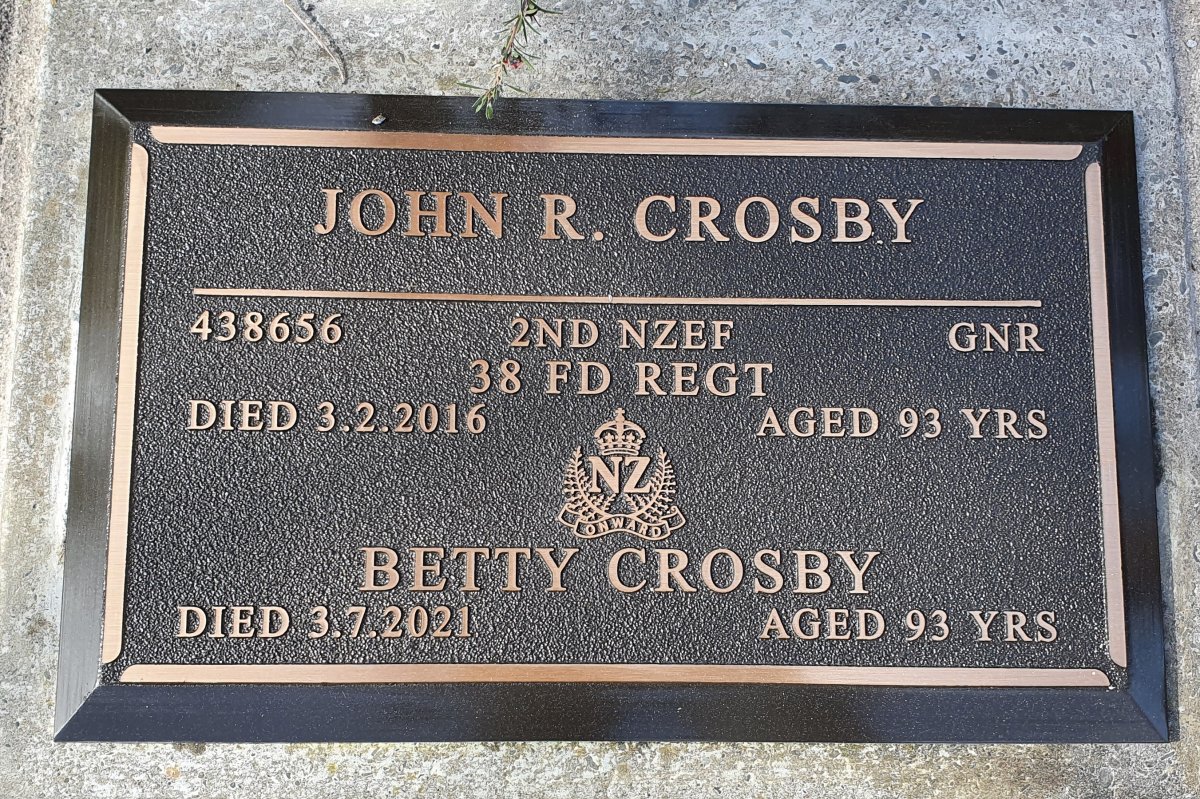 JOHN R. CROSBY
438656 2ND NZEF GNR
38 FD REGT
DIED 3.2.2016 AGED 93 YRS
NZ
ONWARD
BETTY CROSBY
DIED 3.7.2021 AGED 93 YRS